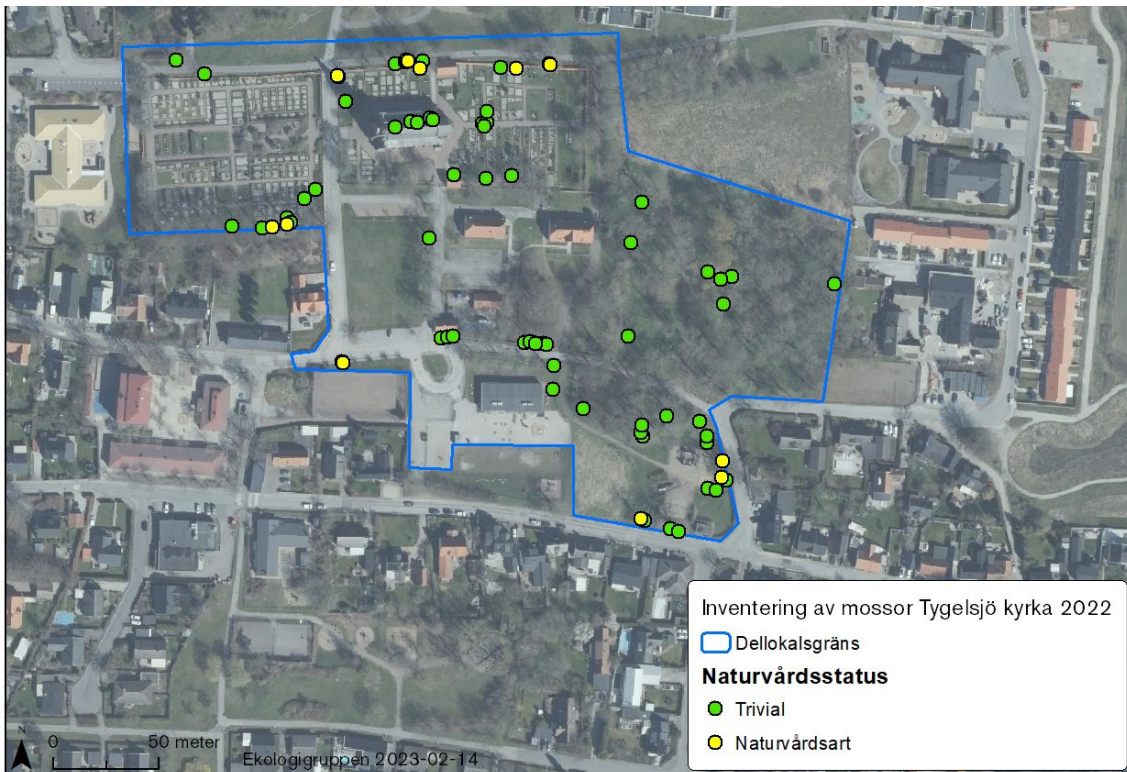 Inventering av mossor Tygelsjö kyrka 2022
Dellokalsgräns
Naturvårdsstatus
Trivial
Naturvårdsart
N
0 50 meter
Ekologigruppen 2023-02-14